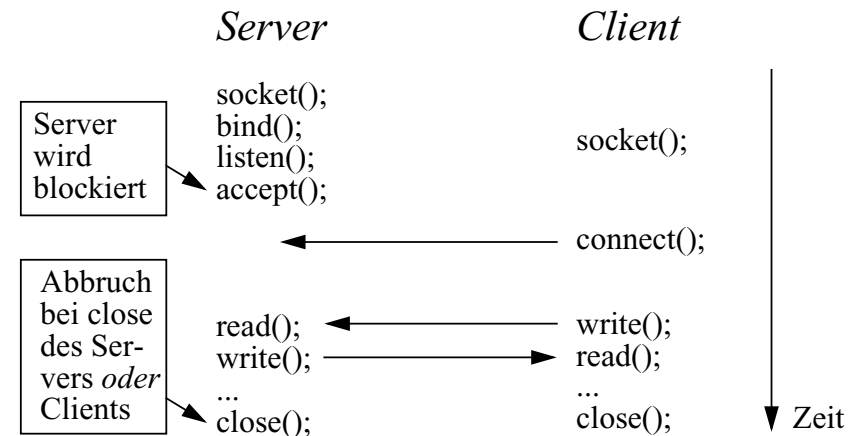 Server
Client
socket();
bind();
listen();
accept();
Server
wird
blockiert
socket();
connect();
Abbruch
bei close
des Ser-
vers oder
Clients
read();
write();
...
close();
write();
read();
...
close();
Zeit